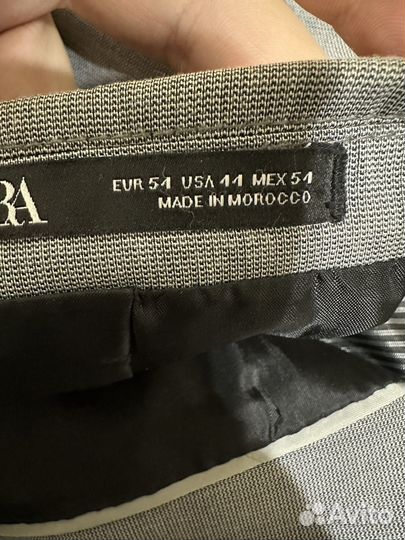 RA
EUR 54 USA 44 MEX 54
MADE IN MOROCCO
Avito